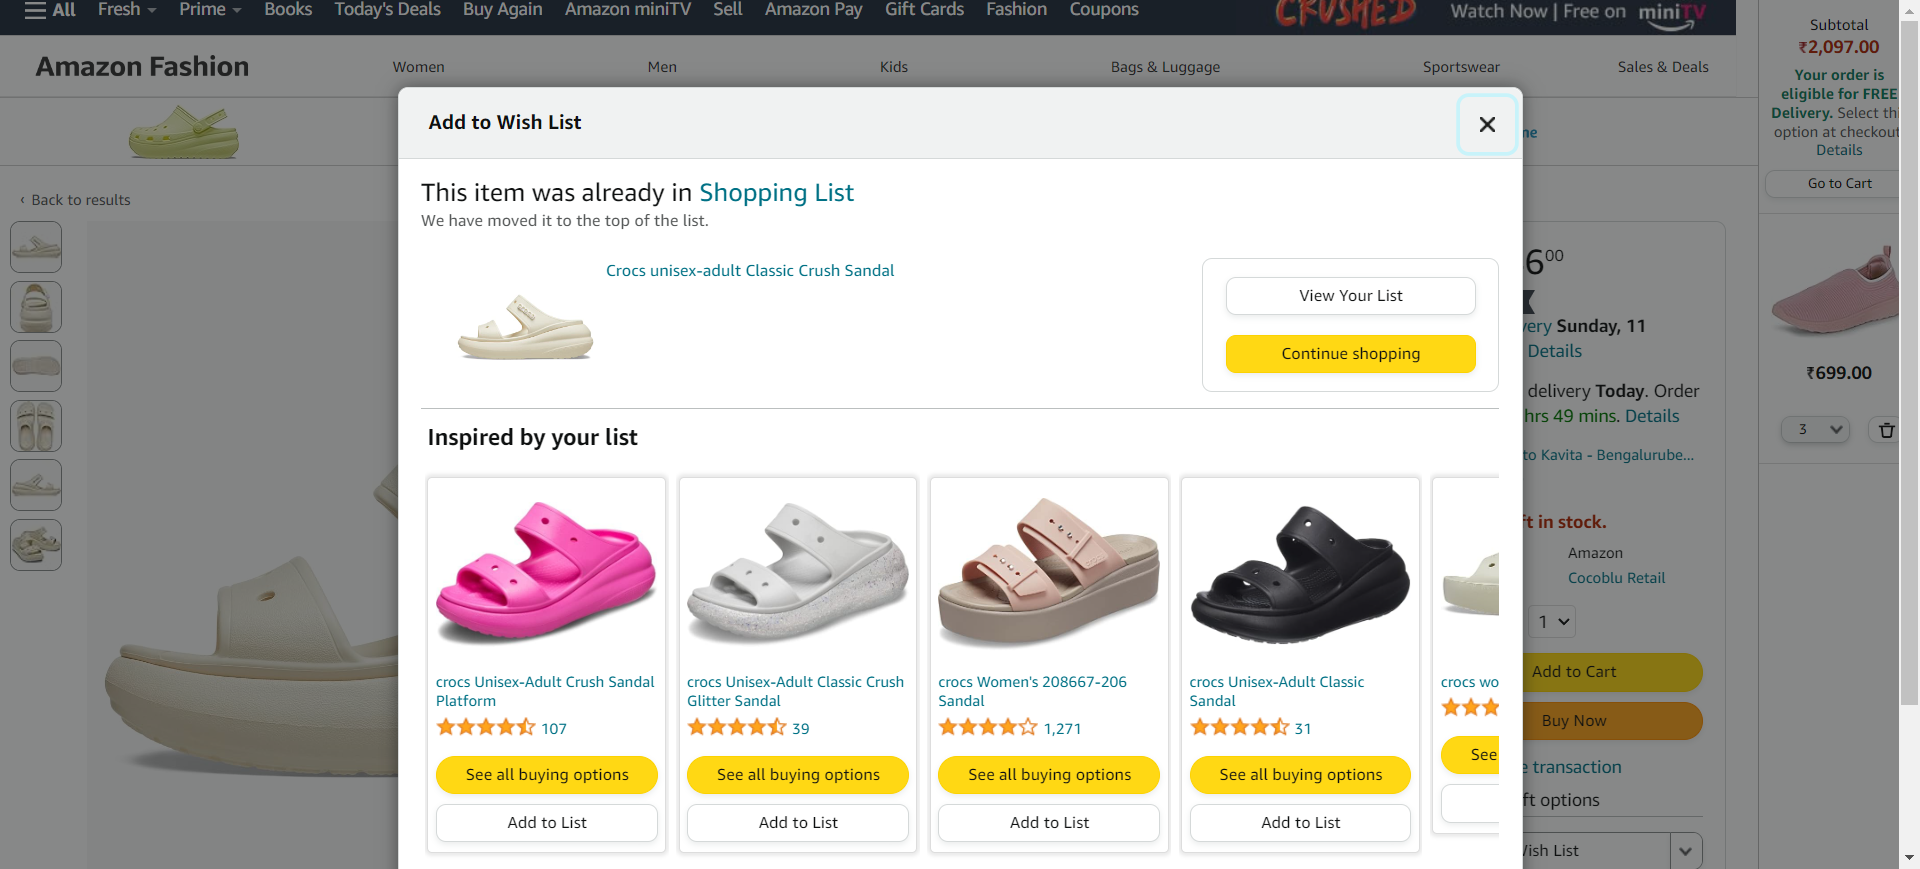 All
Fresh
Prime
Books
Today's Deals
Buy Again
Amazon miniTV
Sell
Amazon Pay
Gift Cards
Fashion
Coupons
CRUSHED
Watch Now | Free on miniTV
Amazon Fashion
Women
Men
Kids
Bags & Luggage
Sportswear
Sales & Deals
‹ Back to results
Add to Wish List
This item was already in Shopping List
We have moved it to the top of the list.
Crocs unisex-adult Classic Crush Sandal
View Your List
Continue shopping
Inspired by your list
crocs Unisex-Adult Crush Sandal
Platform
107
See all buying options
Add to List
crocs Unisex-Adult Classic Crush
Glitter Sandal
39
See all buying options
Add to List
crocs Women's 208667-206
Sandal
1,271
See all buying options
Add to List
crocs Unisex-Adult Classic
Sandal
31
See all buying options
Add to List
crocs wo
See
600
very Sunday, 11
Details
delivery Today. Order
hrs 49 mins. Details
to Kavita - Bengalurube...
ft in stock.
Amazon
Cocoblu Retail
1
Add to Cart
Buy Now
e transaction
ft options
Wish List
Subtotal
₹2,097.00
Your order is
eligible for FREE
Delivery. Select thi
option at checkout
Details
Go to Cart
₹699.00
3